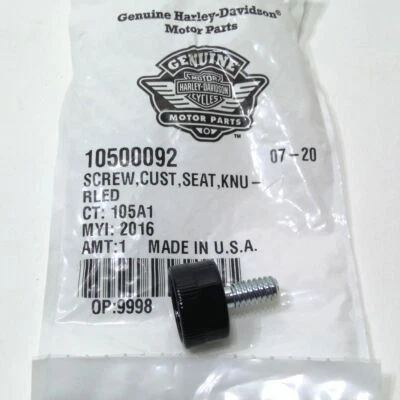 Genuine Harley-Davidson®
Motor Parts
GENUINE
MOTOR
HARLEY-DAVIDSON
CYCLES
MOTOR PARTS
™
10500092 07-20
SCREW,CUST,SEAT,KNU-
RLED
CT: 105A1
MYI: 2016
AMT:1 MADE IN U.S.A.
OP:9998